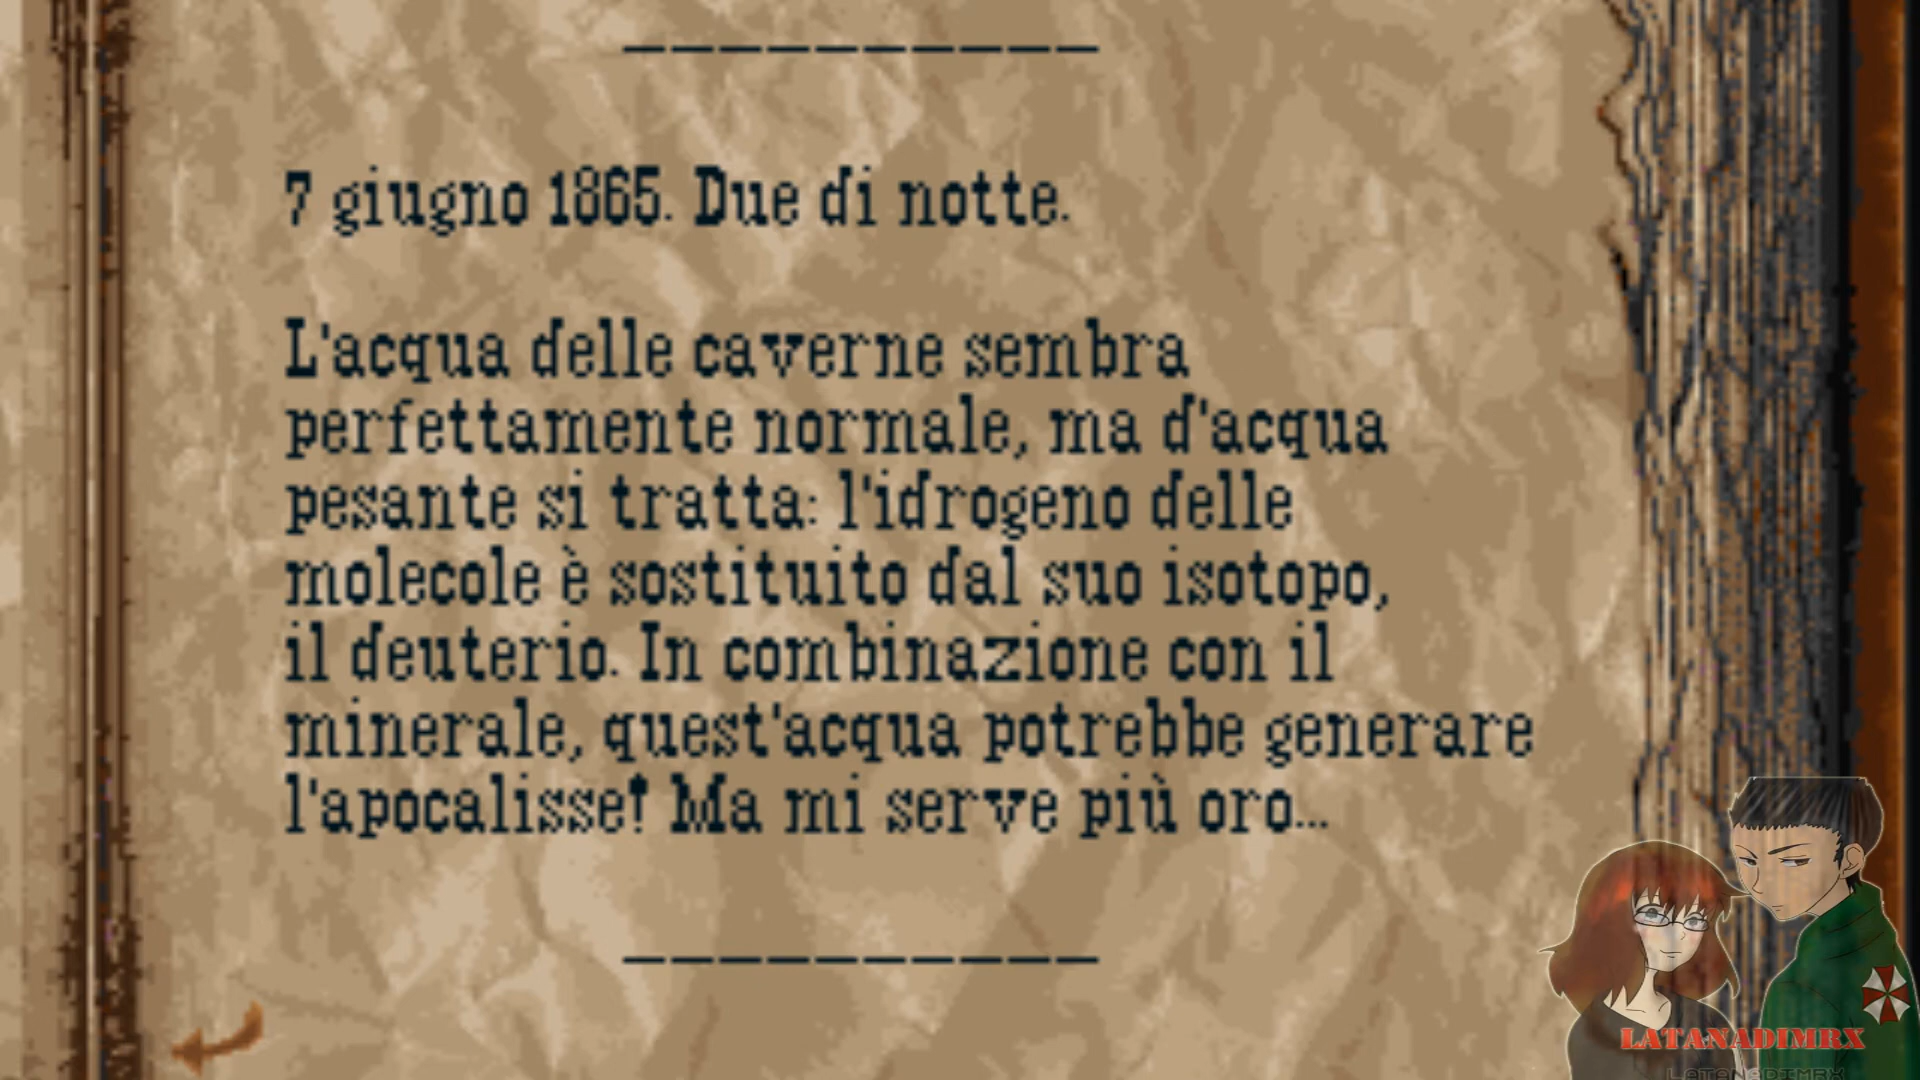 7 giugno 1865. Due di notte.
L'acqua delle caverne sembra
perfettamente normale, ma d'acqua
pesante si tratta: l'idrogeno delle
molecole è sostituito dal suo isotopo,
il deuterio. In combinazione con il
minerale, quest'acqua potrebbe generare
l'apocalisse! Ma mi serve più oro...
LATANADIMRX
LATANADIMRX